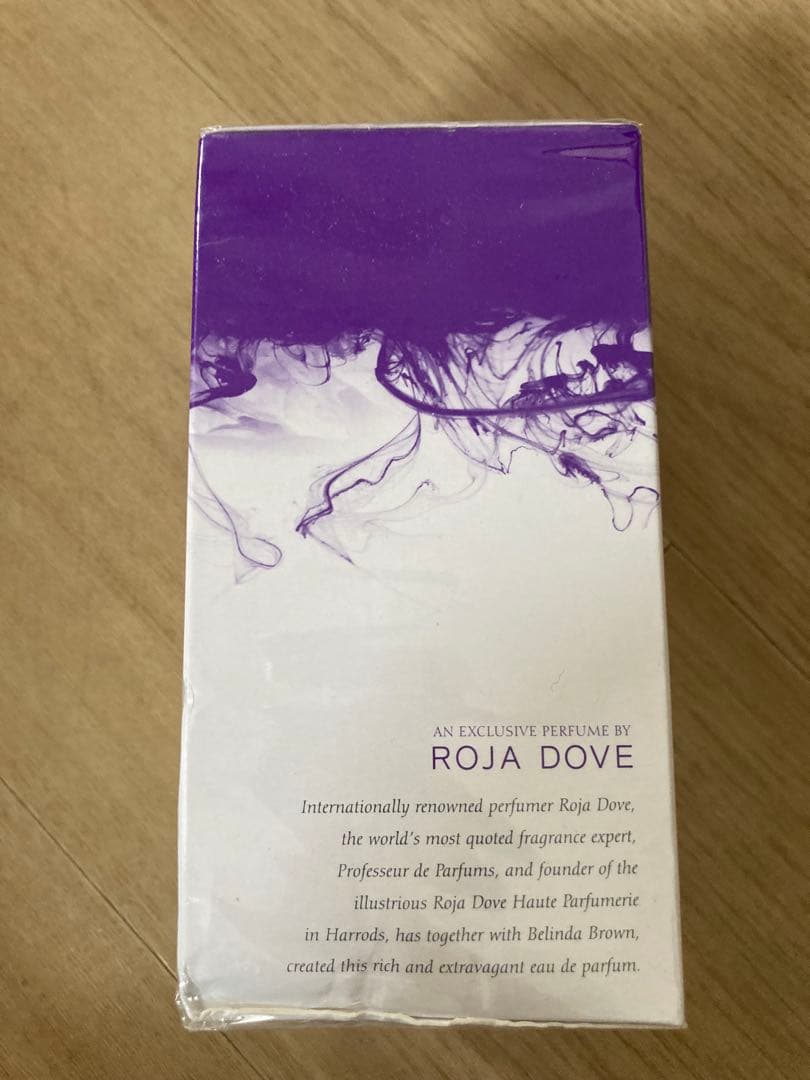 AN EXCLUSIVE PERFUME BY
ROJA DOVE
Internationally renowned perfumer Roja Dove,
the world's most quoted fragrance expert,
Professeur de Parfums, and founder of the
illustrious Roja Dove Haute Parfumerie
in Harrods, has together with Belinda Brown,
created this rich and extravagant eau de parfum.